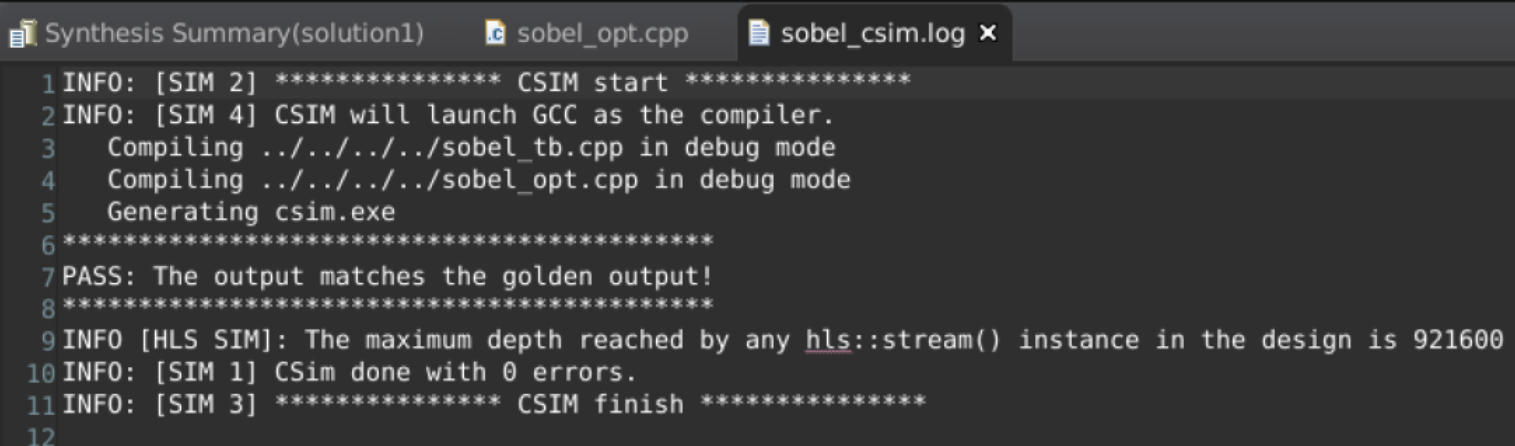 Synthesis Summary(solution1)
sobel_opt.cpp
sobel_csim.log
1 INFO: [SIM 2] *************** CSIM start ***************
2 INFO: [SIM 4] CSIM will launch GCC as the compiler.
3    Compiling ../../../../sobel_tb.cpp in debug mode
4    Compiling ../../../../sobel_opt.cpp in debug mode
5    Generating csim.exe
6 *******************************************
7 PASS: The output matches the golden output!
8 *******************************************
9 INFO [HLS SIM]: The maximum depth reached by any hls::stream() instance in the design is 921600
10 INFO: [SIM 1] CSim done with 0 errors.
11 INFO: [SIM 3] *************** CSIM finish ***************
12